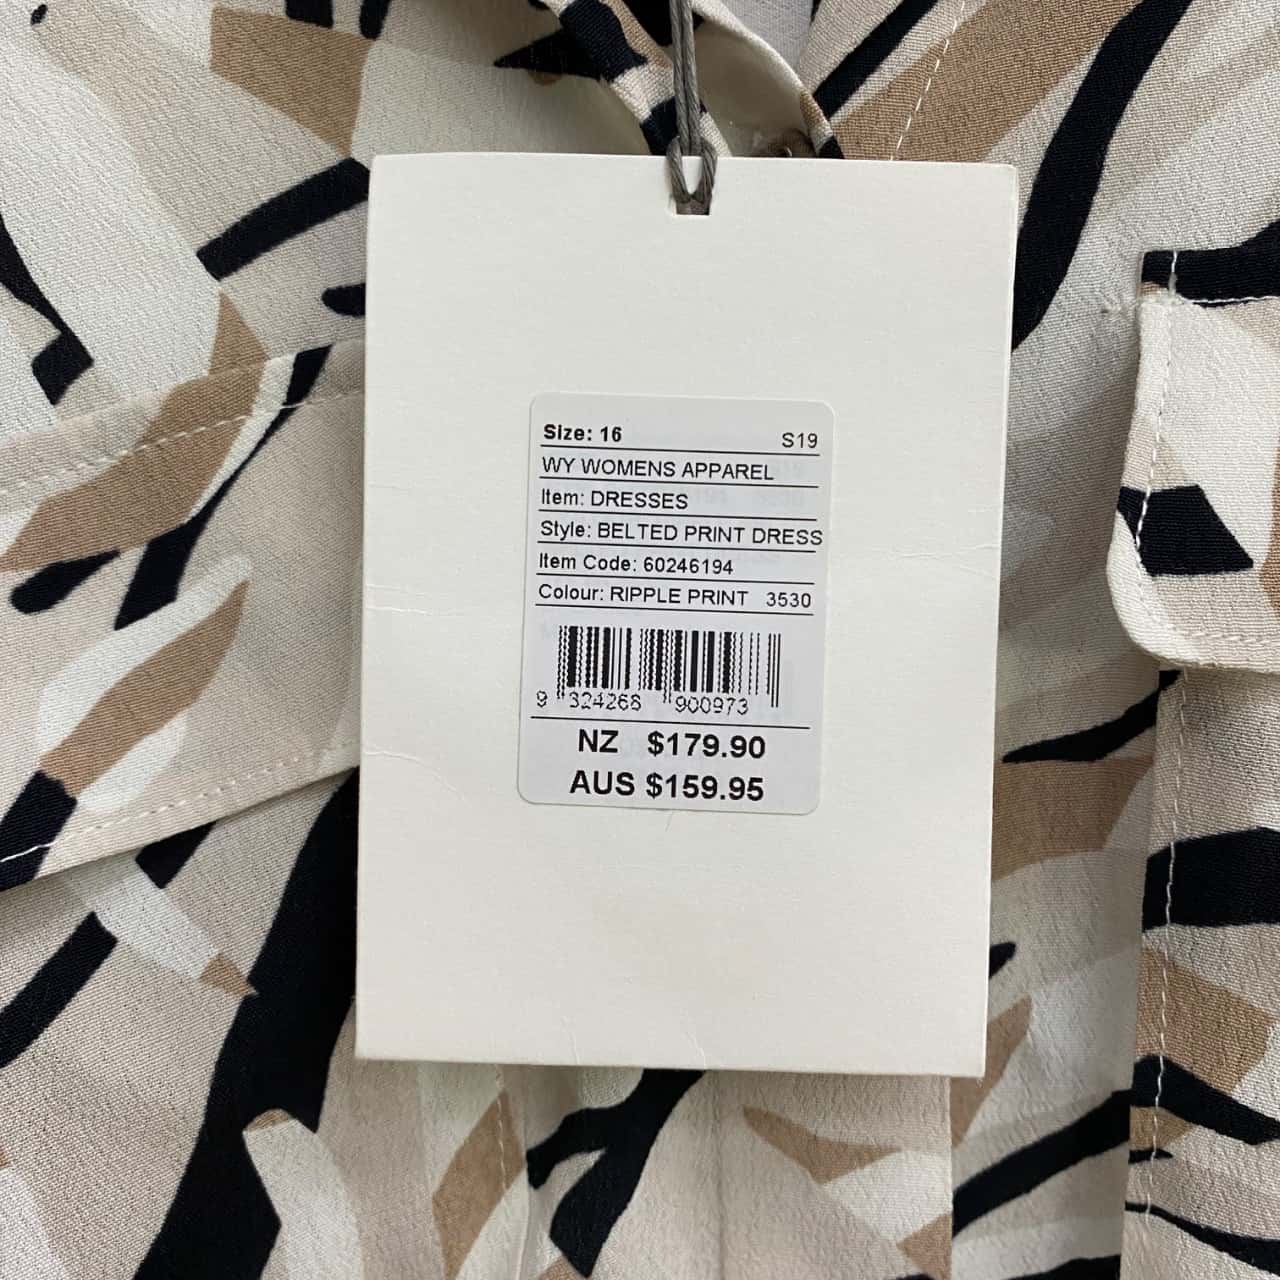 Size: 16 S19
WY WOMENS APPAREL
Item: DRESSES
Style: BELTED PRINT DRESS
Item Code: 60246194
Colour: RIPPLE PRINT 3530
9 324268 900973
NZ $179.90
AUS $159.95